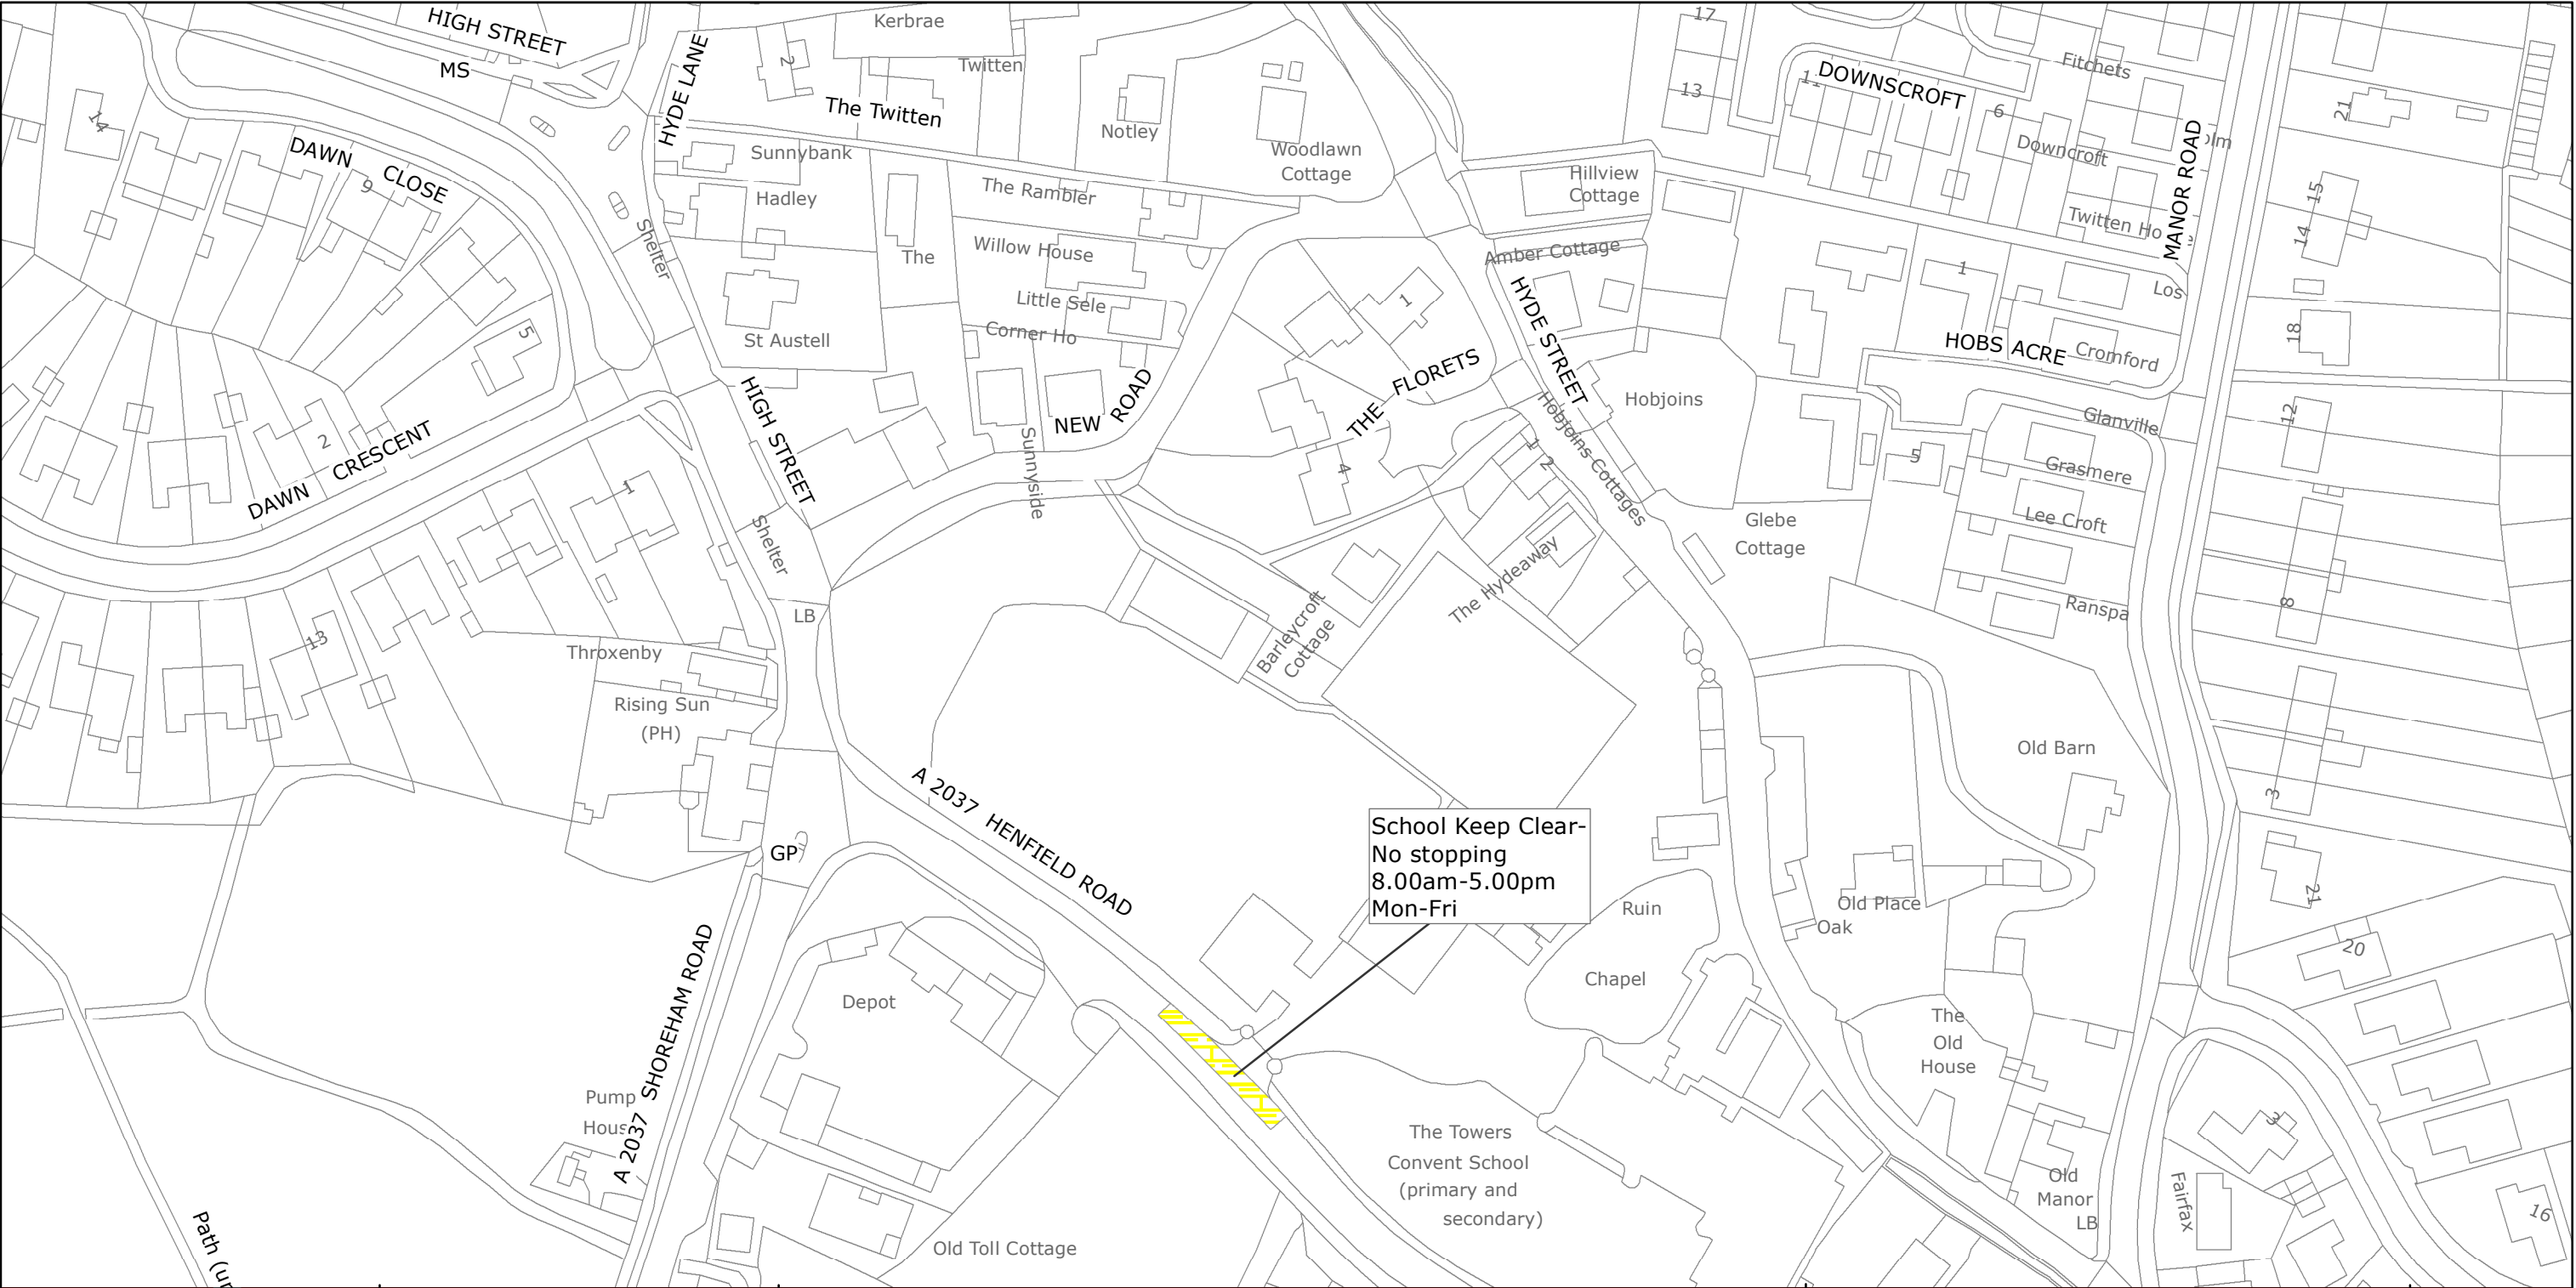 HIGH STREET
MS
HYDE LANE
Kerbrae
2
Twitten
The Twitten
Notley
Woodlawn
Cottage
17
13
11
DOWNSCROFT
6
Fitchets
Downcroft
olm
MANOR ROAD
21
14
DAWN CLOSE
9
Sunnybank
Hadley
The Rambler
Hillview
Cottage
Twitten Ho
15
14
Shelter
The
Willow House
Amber Cottage
1
Los
Little Sele
Corner Ho
St Austell
1
HYDE STREET
HOBS ACRE
Cromford
18
5
THE FLORETS
HIGH STREET
NEW ROAD
Hobjoins
Glanville
12
2
DAWN CRESCENT
Sunnyside
4
1
2
Hobjoins Cottages
5
Grasmere
1
Shelter
Glebe
Cottage
Lee Croft
The Hydeaway
LB
Barleycroft
Cottage
Ranspa
8
13
Throxenby
Rising Sun
(PH)
Old Barn
A 2037 HENFIELD ROAD
3
School Keep Clear-
No stopping
8.00am-5.00pm
Mon-Fri
GP
Ruin
Old Place
Oak
21
20
Chapel
Depot
A 2037 SHOREHAM ROAD
The
Old
House
Pump
Hous
The Towers
Convent School
(primary and
secondary)
3
Old
Manor
LB
Fairfax
16
Path (un
Old Toll Cottage